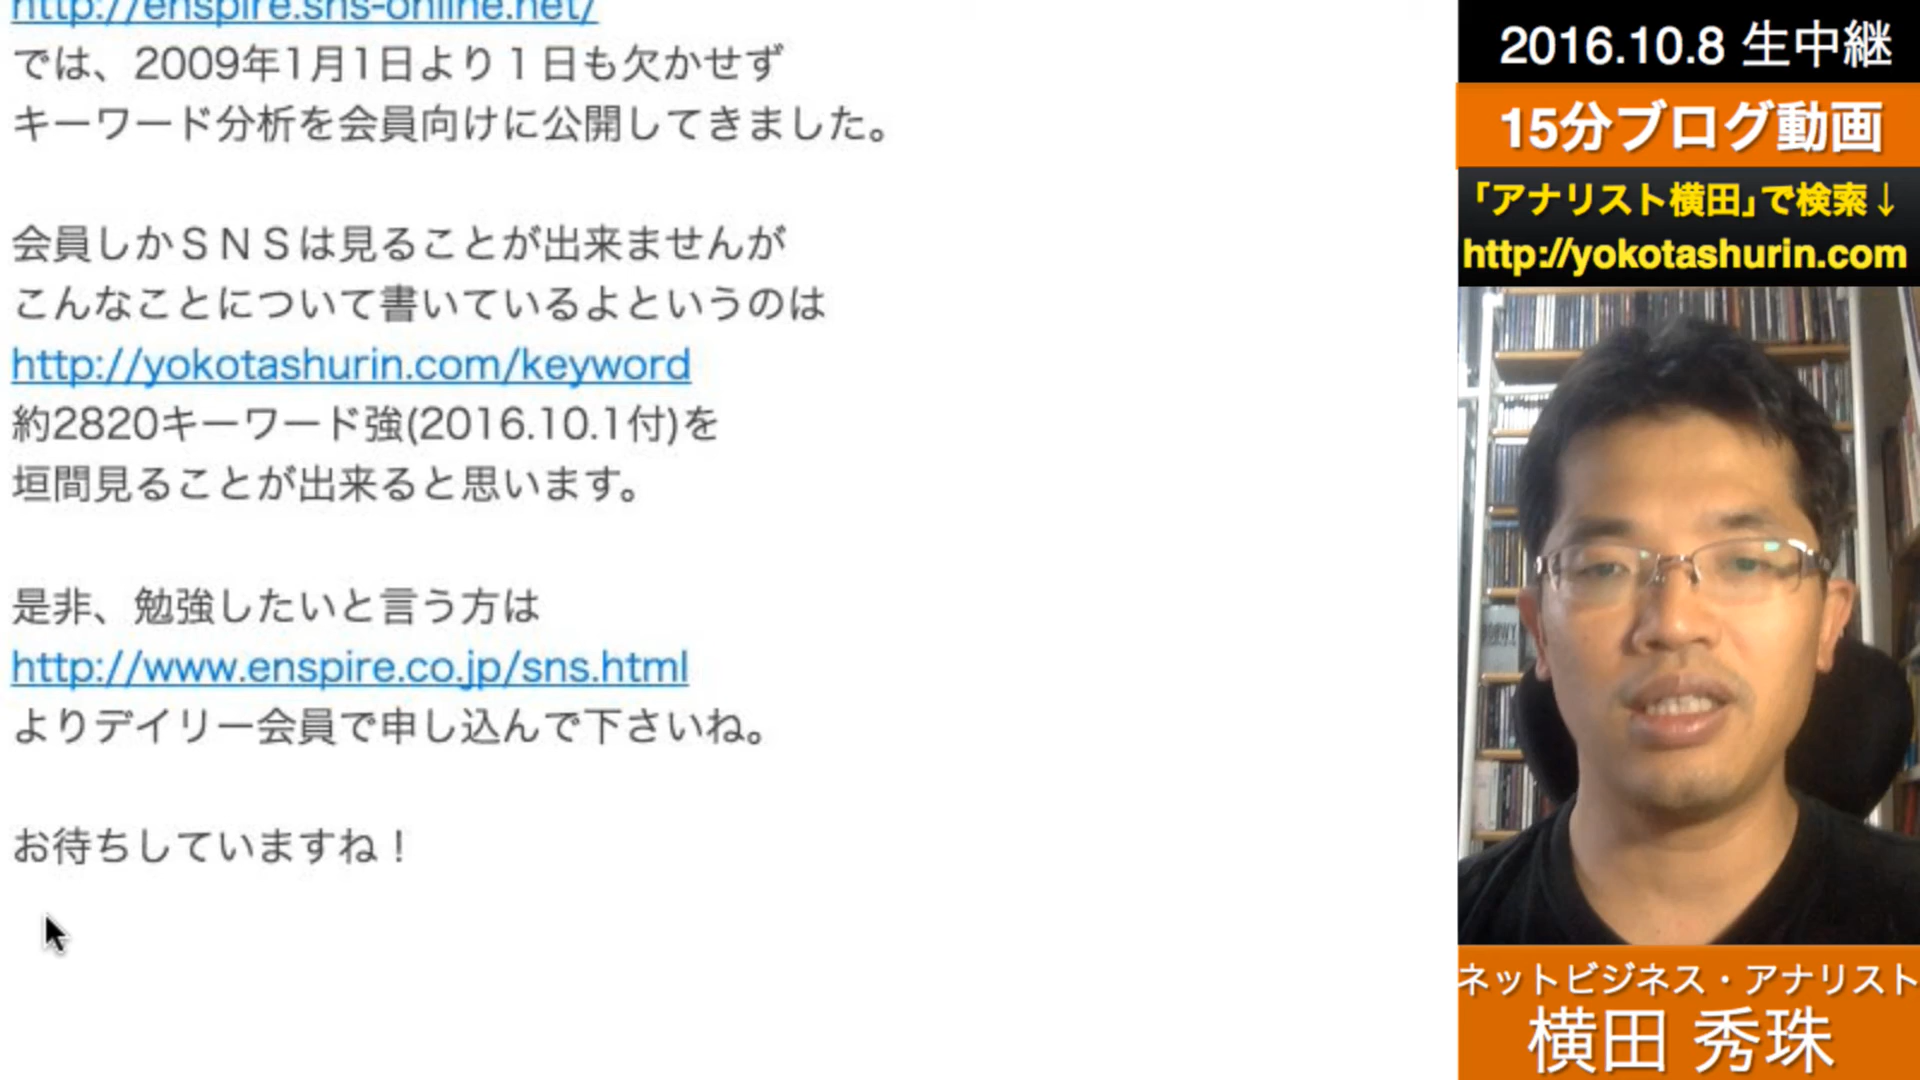 http://enspire.sns-online.net/
では、2009年1月1日より１日も欠かせず
キーワード分析を会員向けに公開してきました。
会員しかＳＮＳは見ることが出来ませんが
こんなことについて書いているよというのは
http://yokotashurin.com/keyword
約2820キーワード強(2016.10.1付)を
垣間見ることが出来ると思います。
是非、勉強したいと言う方は
http://www.enspire.co.jp/sns.html
よりデイリー会員で申し込んで下さいね。
お待ちしていますね！
2016.10.8 生中継
15分ブログ動画
「アナリスト横田」で検索↓
http://yokotashurin.com
ネットビジネス・アナリスト
横田 秀珠